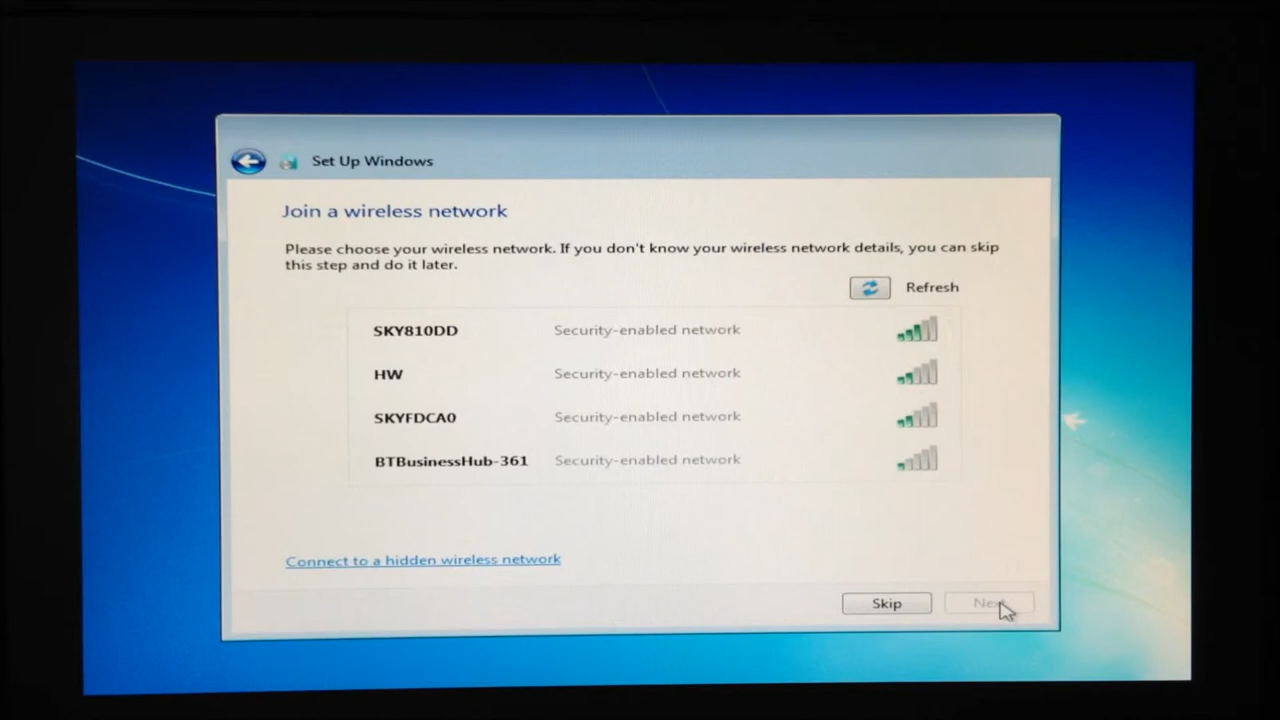 Set Up Windows
Join a wireless network
Please choose your wireless network. If you don't know your wireless network details, you can skip
this step and do it later.
Refresh
SKY810DD Security-enabled network
HW Security-enabled network
SKYFDCA0 Security-enabled network
BTBusinessHub-361 Security-enabled network
Connect to a hidden wireless network
Skip Next